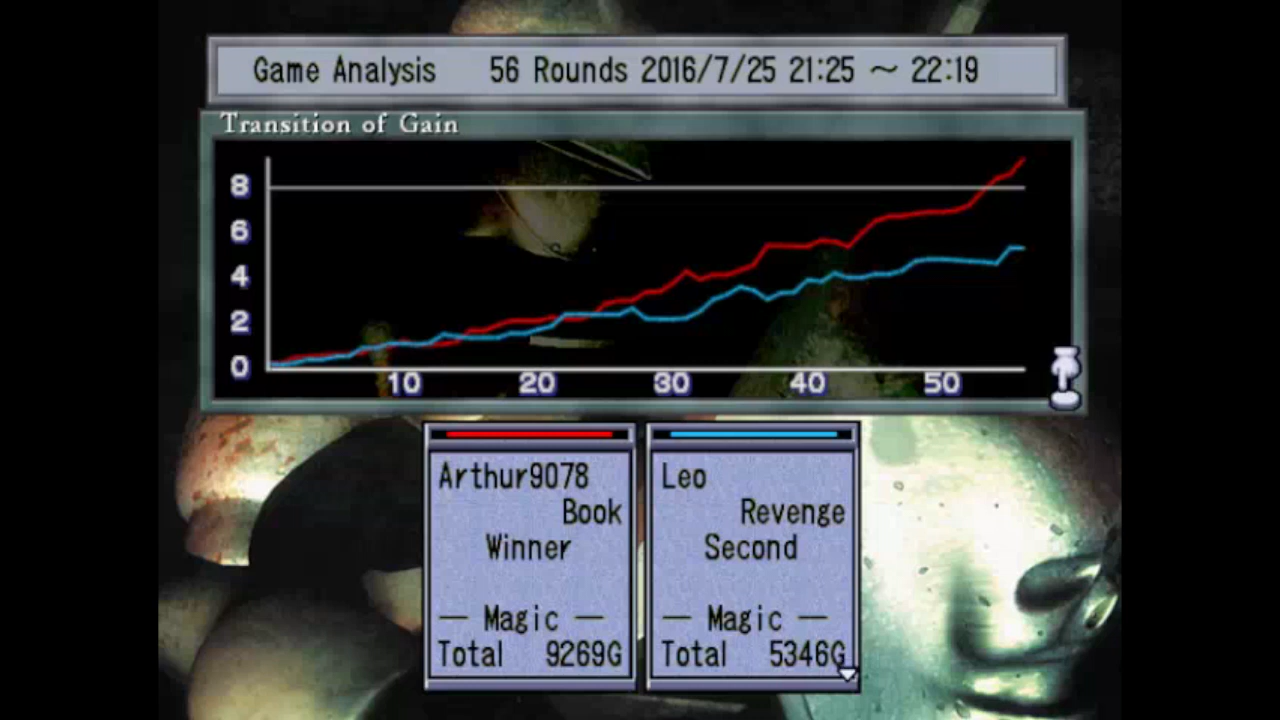 Game Analysis 56 Rounds 2016/7/25 21:25 ～ 22:19
Transition of Gain
8
6
4
2
0
10 20 30 40 50
Arthur9078
Book
Winner
— Magic —
Total 9269G
Leo
Revenge
Second
— Magic —
Total 5346G